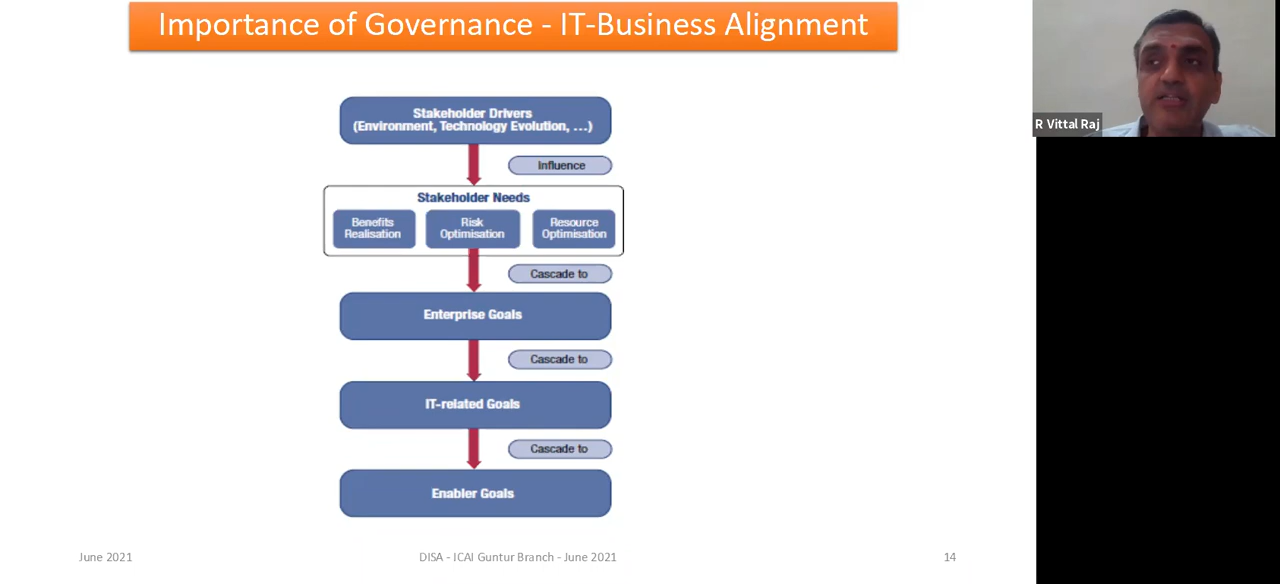 Importance of Governance - IT-Business Alignment
R Vittal Raj
Stakeholder Drivers
(Environment, Technology Evolution, …)
Influence
Stakeholder Needs
Benefits
Realisation
Risk
Optimisation
Resource
Optimisation
Cascade to
Enterprise Goals
Cascade to
IT-related Goals
Cascade to
Enabler Goals
June 2021
DISA - ICAI Guntur Branch - June 2021
14